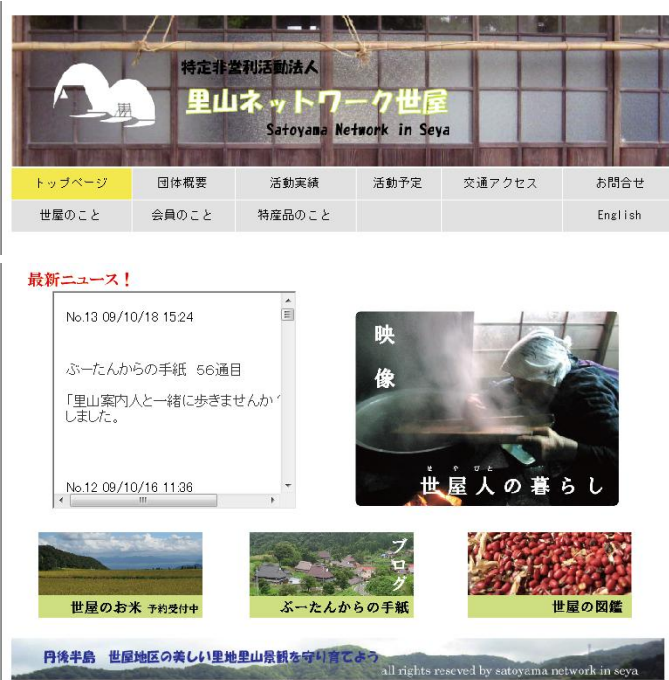 特定非営利活動法人
里山ネットワーク世屋
Satoyama Network in Seya
トップページ 団体概要 活動実績 活動予定 交通アクセス お問合せ
世屋のこと 会員のこと 特産品のこと English
最新ニュース！
No.13 09/10/18 15:24
ぶーたんからの手紙 56通目
「里山案内人と一緒に歩きませんか
しました。
No.12 09/10/16 11:36
映像
せやびと
世屋人の暮らし
世屋のお米 予約受付中
ブログ
ぶーたんからの手紙
世屋の図鑑
丹後半島 世屋地区の美しい里地里山景観を守り育てよう
all rights reseved by satoyama network in seya